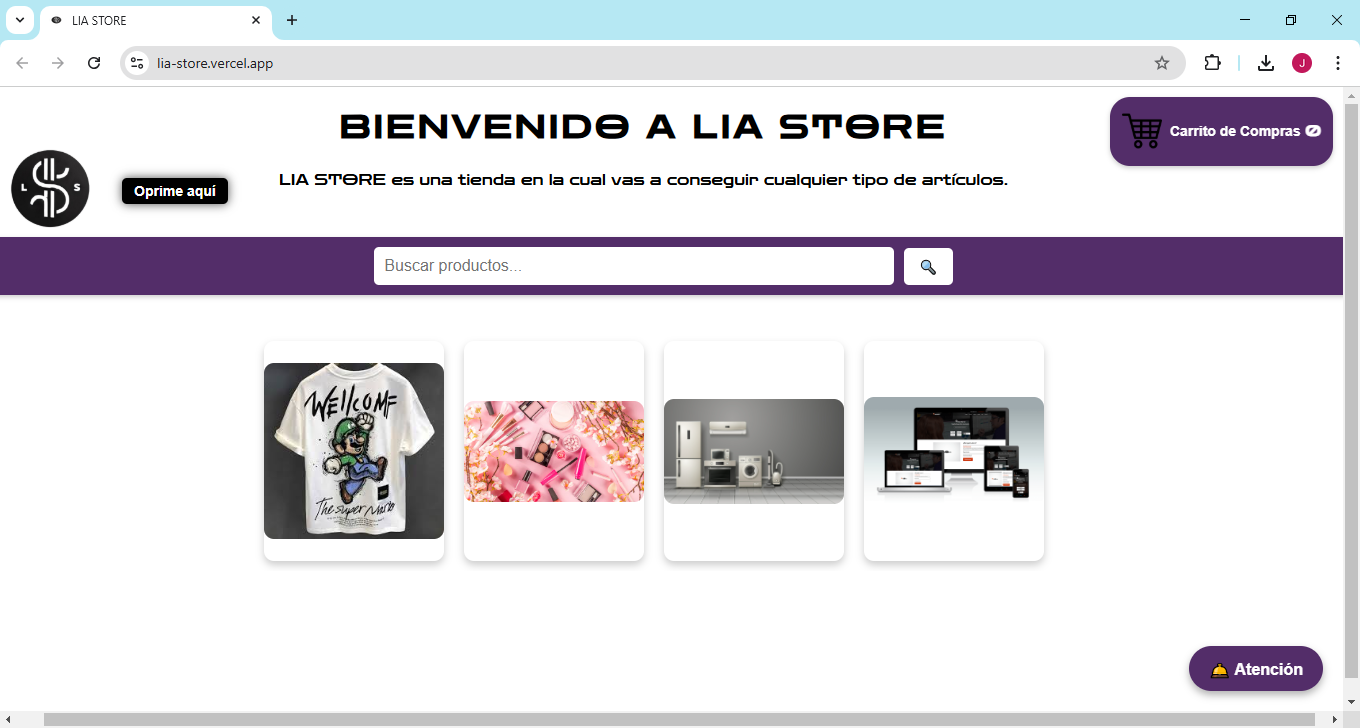 LIA STORE
lia-store.vercel.app
J
BIENVENIDO A LIA STORE
Carrito de Compras 0
L S
Oprime aquí
LIA STORE es una tienda en la cual vas a conseguir cualquier tipo de artículos.
Buscar productos...
WELLCOME
The super Mario
Atención